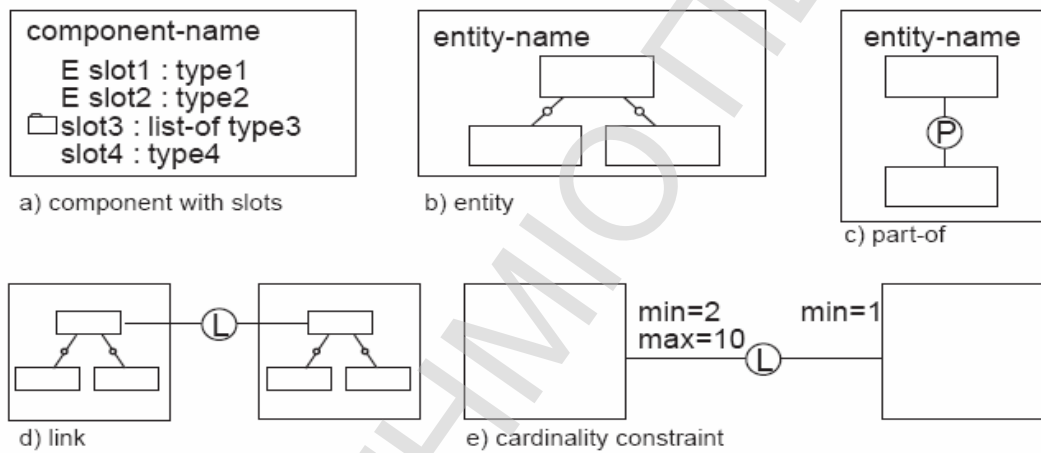 component-name
E slot1 : type1
E slot2 : type2
slot3 : list-of type3
slot4 : type4
a) component with slots
entity-name
b) entity
entity-name
P
c) part-of
L
d) link
min=2
max=10
min=1
L
e) cardinality constraint